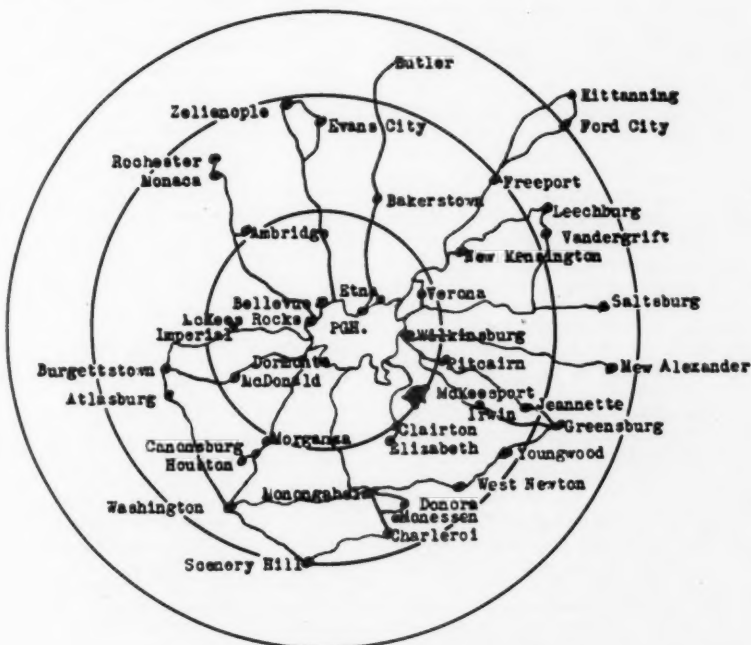 Butler
Zelienople
Evans City
Kittanning
Ford City
Rochester
Monaca
Freeport
Bakerstown
Leechburg
Ambridge
Vandergrift
New Kensington
Etna
Verona
Bellevue
Saltsburg
McKees Rocks
Imperial
PGH.
Wilkinsburg
Burgettstown
Dormont
Pitcairn
New Alexander
McDonald
Atlasburg
McKeesport
Jeannette
Irwin
Greensburg
Clairton
Elizabeth
Morganza
Canonsburg
Houston
Youngwood
West Newton
Monongahela
Washington
Donora
Monessen
Charleroi
Scenery Hill